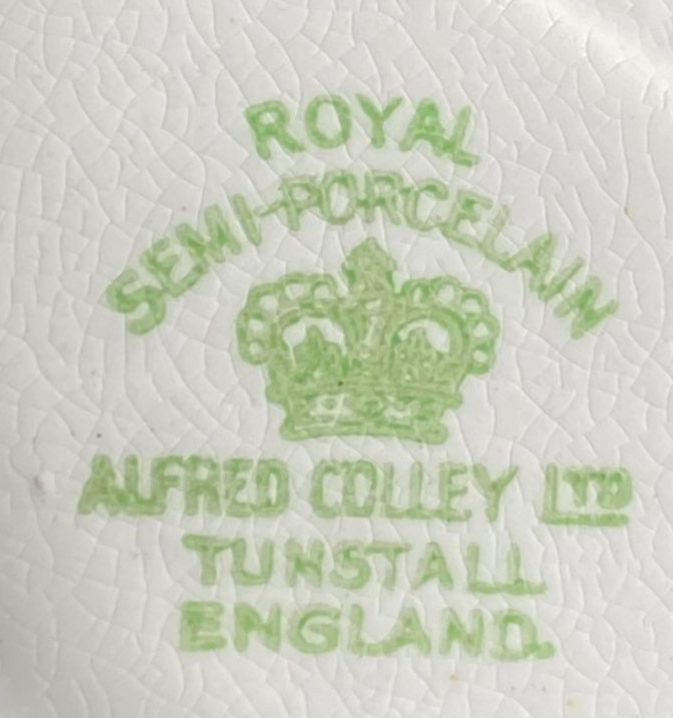 ROYAL
SEMI-PORCELAIN
ALFRED COLLEY LTD
TUNSTALL
ENGLAND.